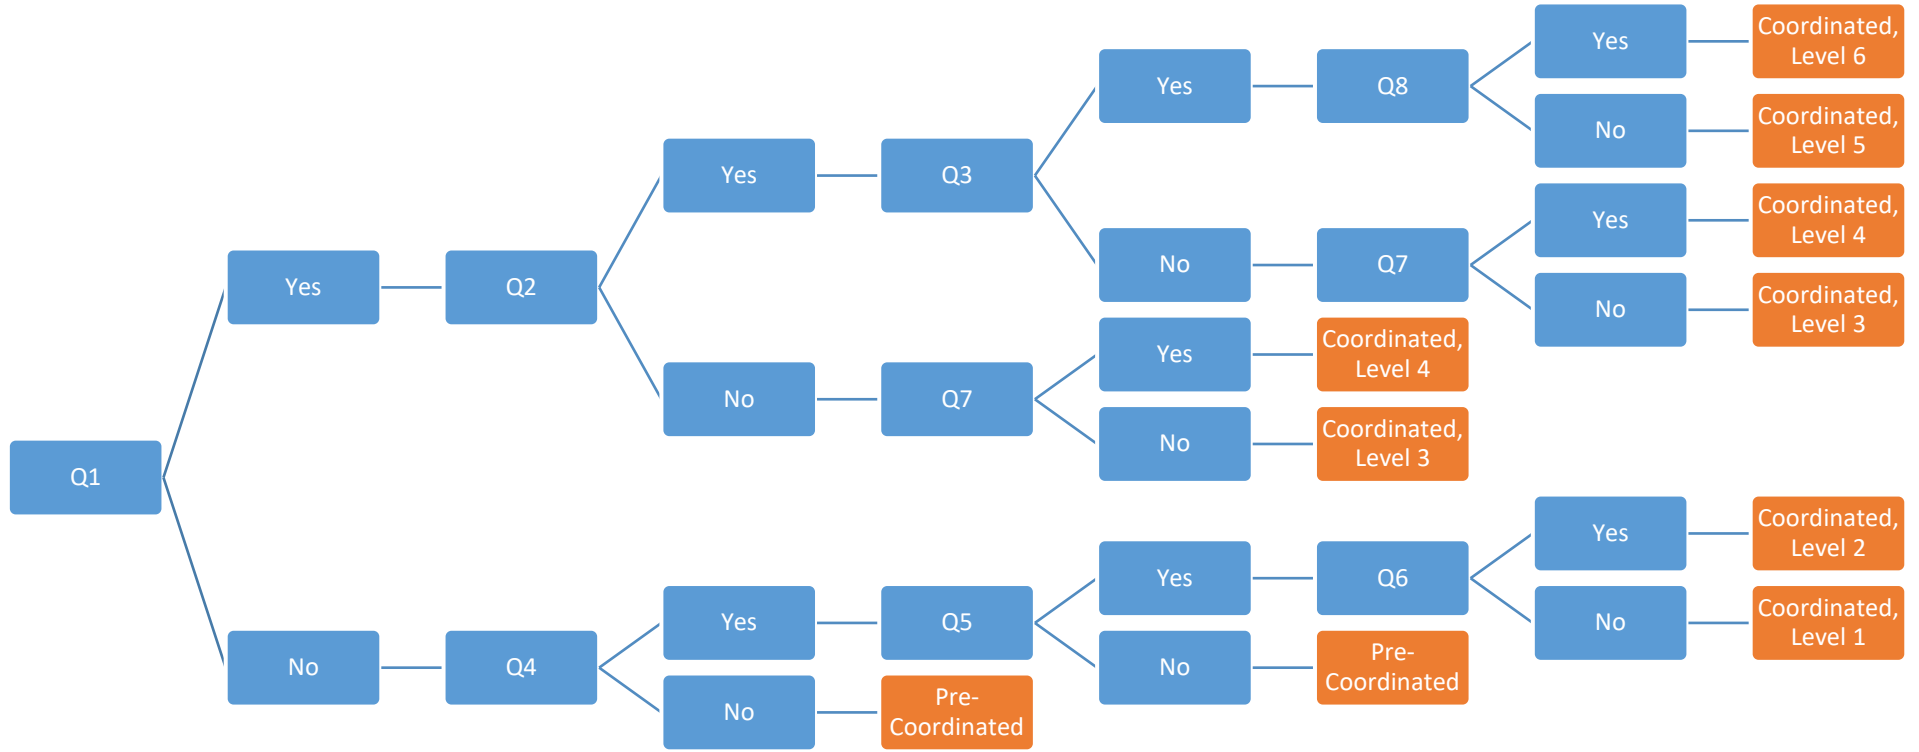 Q1
Yes
Q2
Yes
Q3
Yes
Q8
Yes
Coordinated,
Level 6
No
Coordinated,
Level 5
No
Q7
Yes
Coordinated,
Level 4
No
Coordinated,
Level 3
No
Q7
Yes
Coordinated,
Level 4
No
Coordinated,
Level 3
No
Q4
Yes
Q5
Yes
Q6
Yes
Coordinated,
Level 2
No
Coordinated,
Level 1
No
Pre-
Coordinated
No
Pre-
Coordinated